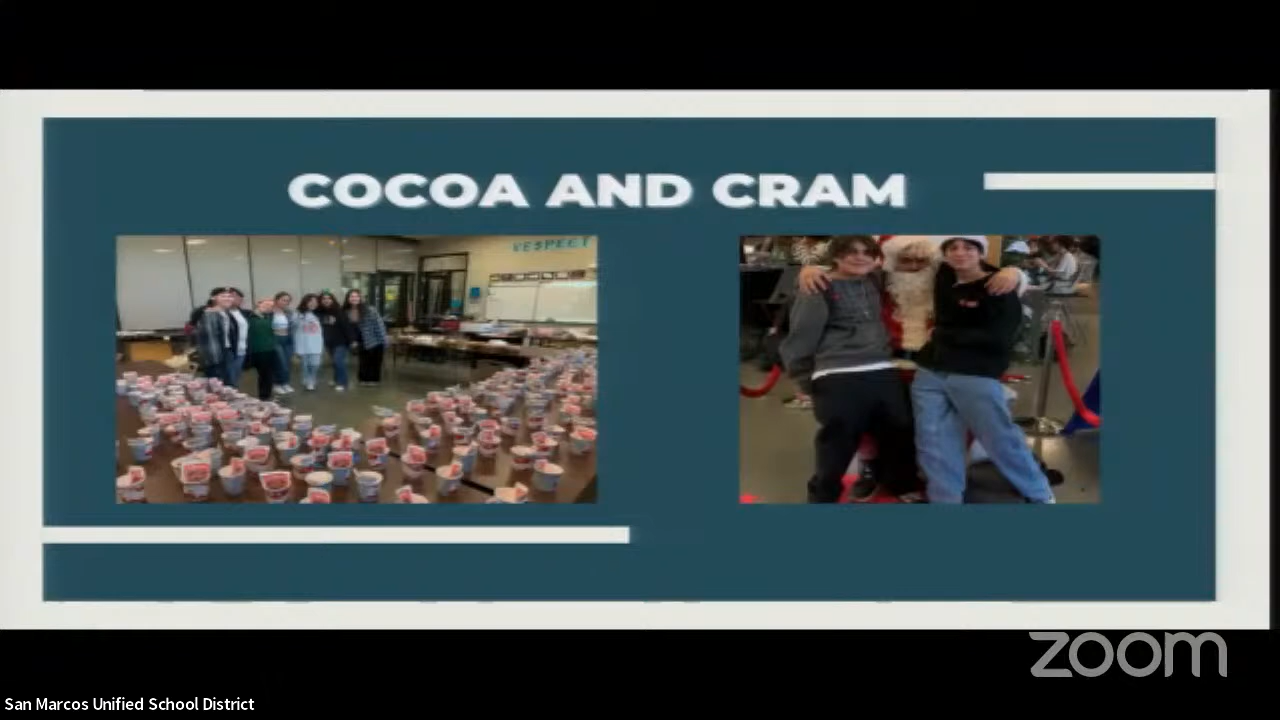 COCOA AND CRAM
RESPECT
zoom
San Marcos Unified School District